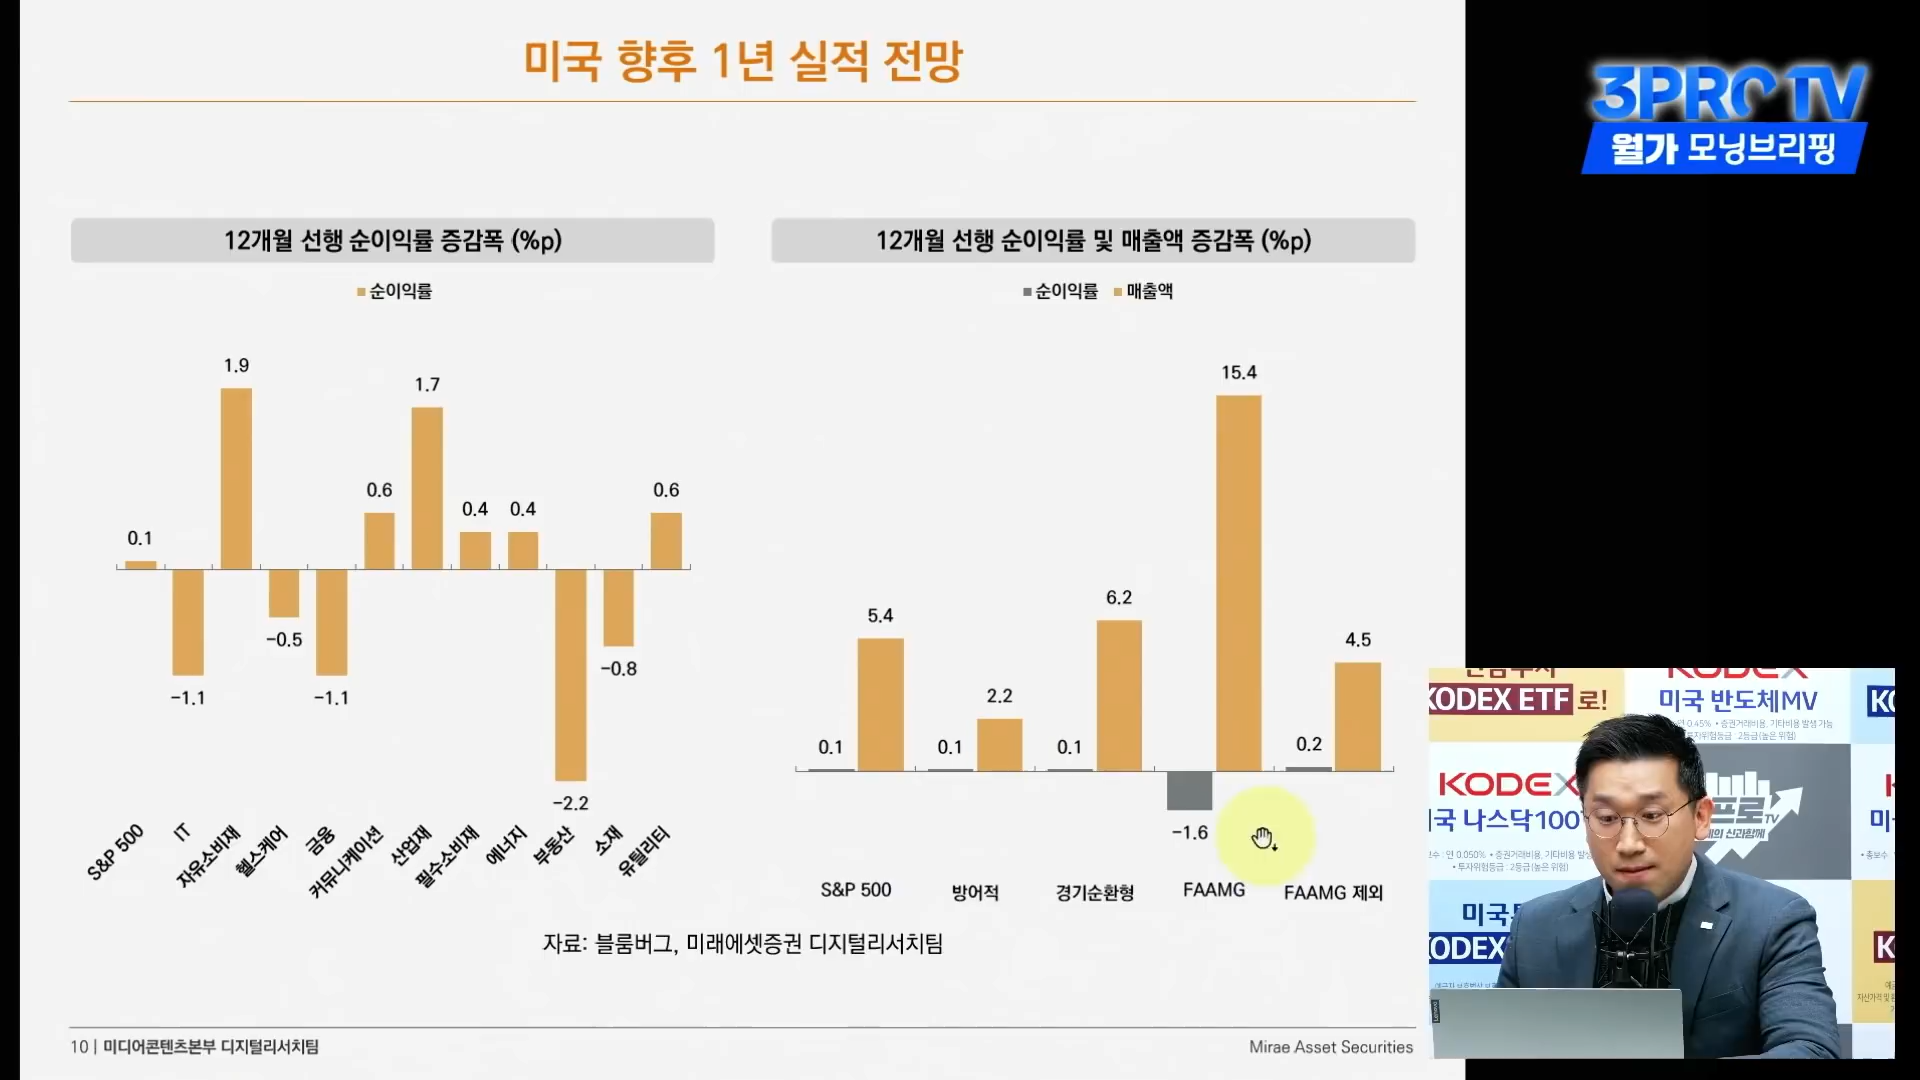 미국 향후 1년 실적 전망
3PROTV
월가 모닝브리핑
12개월 선행 순이익률 증감폭 (%p)
순이익률
1.9
1.7
0.6
0.6
0.4
0.4
0.1
−0.5
−0.8
−1.1
−1.1
−2.2
S&P 500
IT
자유소비재
헬스케어
금융
커뮤니케이션
산업재
필수소비재
에너지
부동산
소재
유틸리티
12개월 선행 순이익률 및 매출액 증감폭 (%p)
순이익률 매출액
15.4
6.2
5.4
4.5
2.2
0.1
0.1
0.1
0.2
−1.6
S&P 500
방어적
경기순환형
FAAMG
FAAMG 제외
자료: 블룸버그, 미래에셋증권 디지털리서치팀
10 | 미디어콘텐츠본부 디지털리서치팀
Mirae Asset Securities
KODEX ETF 로!
KODEX
미국 반도체MV
KODEX
국 나스닥100
프로TV
KODEX